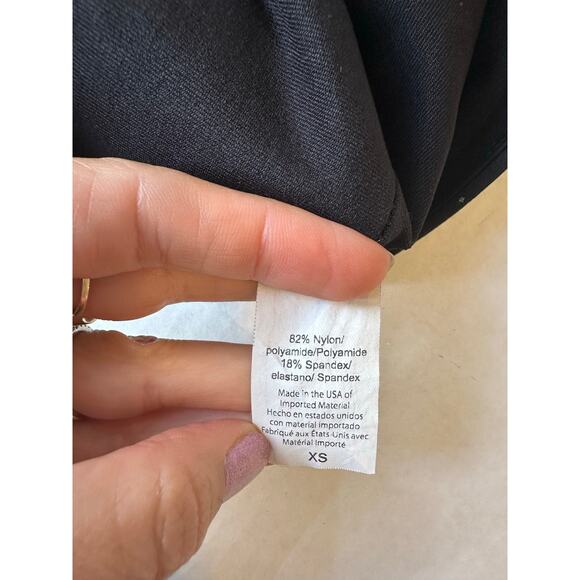 82% Nylon/
polyamide/Polyamide
18% Spandex/
elastano/ Spandex
Made in the USA of
Imported Material
Hecho en estados unidos
con material importado
Fabriqué aux États-Unis avec
Matérial Importé
XS